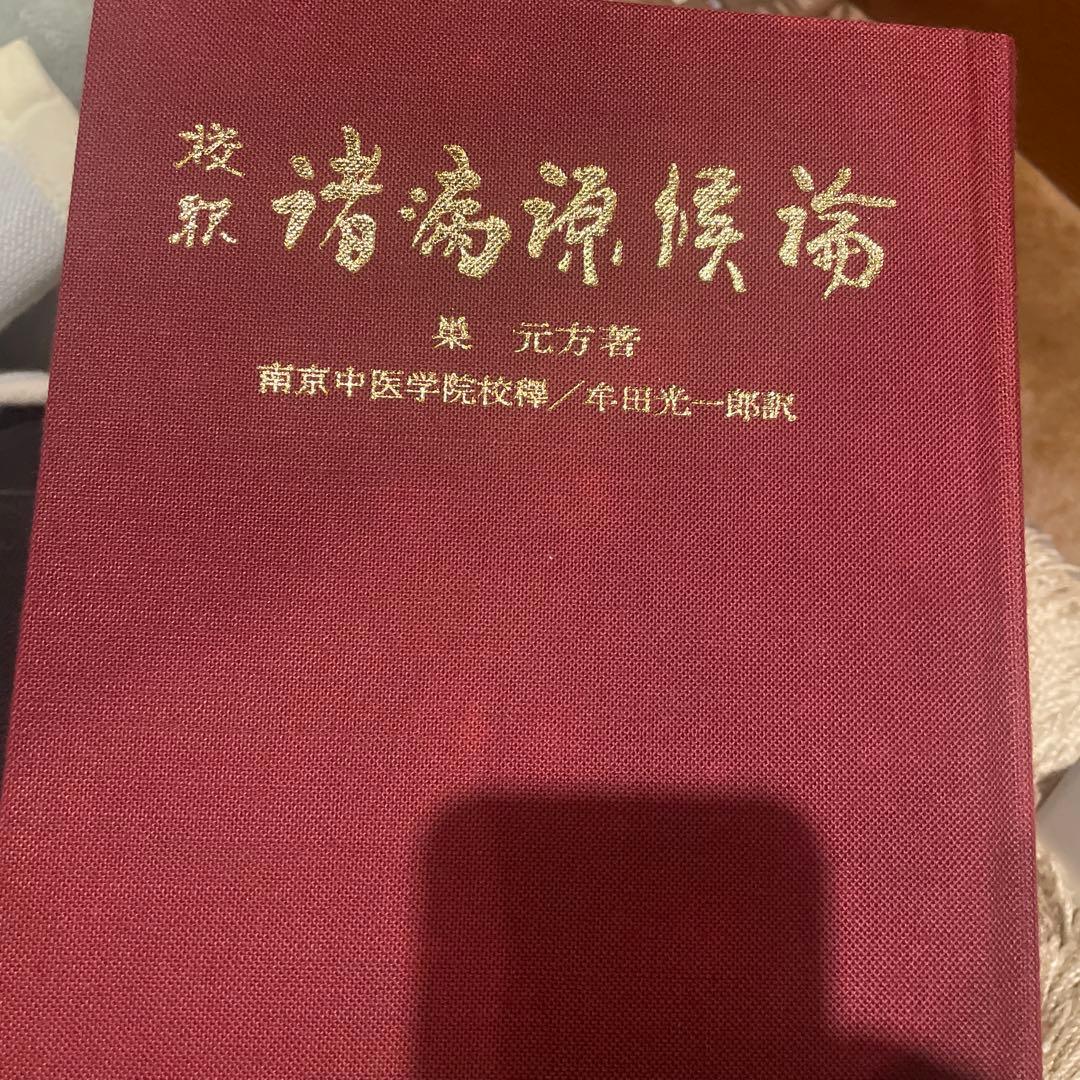 校釈 諸病源候論
巣 元方著
南京中医学院校釋／牟田光一郎訳